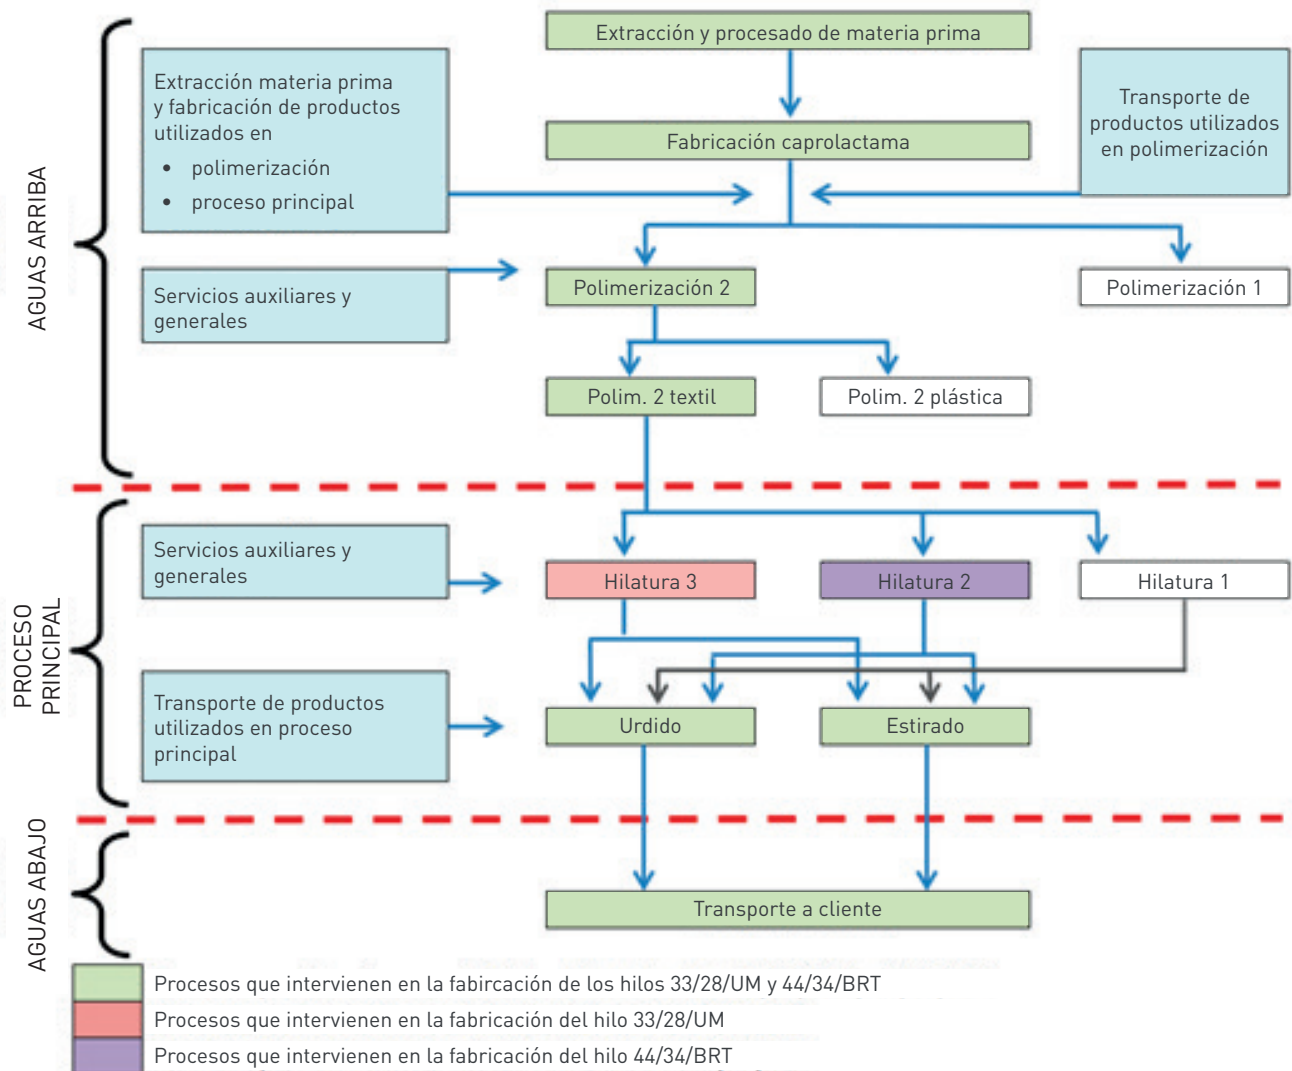 Extracción y procesado de materia prima
Extracción materia prima
y fabricación de productos
utilizados en
• polimerización
• proceso principal
Transporte de
productos utilizados
en polimerización
Fabricación caprolactama
AGUAS ARRIBA
Servicios auxiliares y
generales
Polimerización 2
Polimerización 1
Polim. 2 textil
Polim. 2 plástica
PROCESO
PRINCIPAL
Servicios auxiliares y
generales
Hilatura 3
Hilatura 2
Hilatura 1
Transporte de productos
utilizados en proceso
principal
Urdido
Estirado
AGUAS ABAJO
Transporte a cliente
Procesos que intervienen en la fabircación de los hilos 33/28/UM y 44/34/BRT
Procesos que intervienen en la fabricación del hilo 33/28/UM
Procesos que intervienen en la fabricación del hilo 44/34/BRT